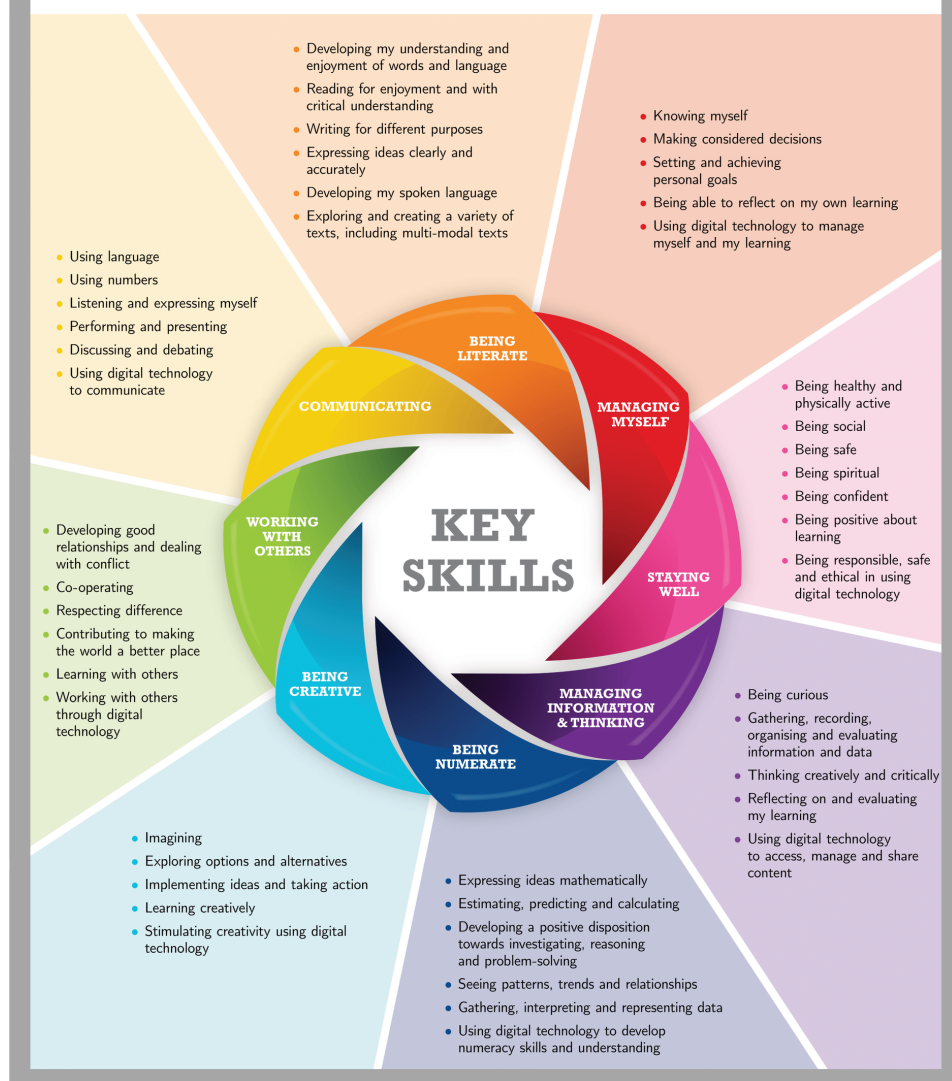 KEY
SKILLS
BEING
LITERATE
• Developing my understanding and
enjoyment of words and language
• Reading for enjoyment and with
critical understanding
• Writing for different purposes
• Expressing ideas clearly and
accurately
• Developing my spoken language
• Exploring and creating a variety of
texts, including multi-modal texts
MANAGING
MYSELF
• Knowing myself
• Making considered decisions
• Setting and achieving
personal goals
• Being able to reflect on my own learning
• Using digital technology to manage
myself and my learning
STAYING
WELL
• Being healthy and
physically active
• Being social
• Being safe
• Being spiritual
• Being confident
• Being positive about
learning
• Being responsible, safe
and ethical in using
digital technology
MANAGING
INFORMATION
& THINKING
• Being curious
• Gathering, recording,
organising and evaluating
information and data
• Thinking creatively and critically
• Reflecting on and evaluating
my learning
• Using digital technology
to access, manage and share
content
BEING
NUMERATE
• Expressing ideas mathematically
• Estimating, predicting and calculating
• Developing a positive disposition
towards investigating, reasoning
and problem-solving
• Seeing patterns, trends and relationships
• Gathering, interpreting and representing data
• Using digital technology to develop
numeracy skills and understanding
BEING
CREATIVE
• Imagining
• Exploring options and alternatives
• Implementing ideas and taking action
• Learning creatively
• Stimulating creativity using digital
technology
WORKING
WITH
OTHERS
• Developing good
relationships and dealing
with conflict
• Co-operating
• Respecting difference
• Contributing to making
the world a better place
• Learning with others
• Working with others
through digital
technology
COMMUNICATING
• Using language
• Using numbers
• Listening and expressing myself
• Performing and presenting
• Discussing and debating
• Using digital technology
to communicate